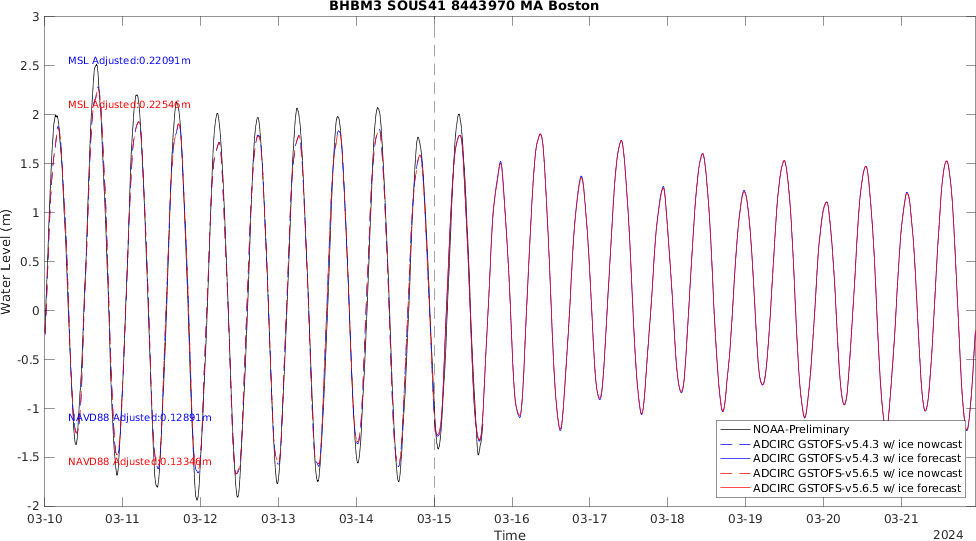 BHBM3 SOUS41 8443970 MA Boston
3
2.5
2
1.5
1
0.5
0
-0.5
-1
-1.5
-2
Water Level (m)
MSL Adjusted:0.22091m
MSL Adjusted:0.22546m
NAVD88 Adjusted:0.12891m
NAVD88 Adjusted:0.13346m
NOAA-Preliminary
ADCIRC GSTOFS-v5.4.3 w/ ice nowcast
ADCIRC GSTOFS-v5.4.3 w/ ice forecast
ADCIRC GSTOFS-v5.6.5 w/ ice nowcast
ADCIRC GSTOFS-v5.6.5 w/ ice forecast
03-10 03-11 03-12 03-13 03-14 03-15 03-16 03-17 03-18 03-19 03-20 03-21
Time
2024